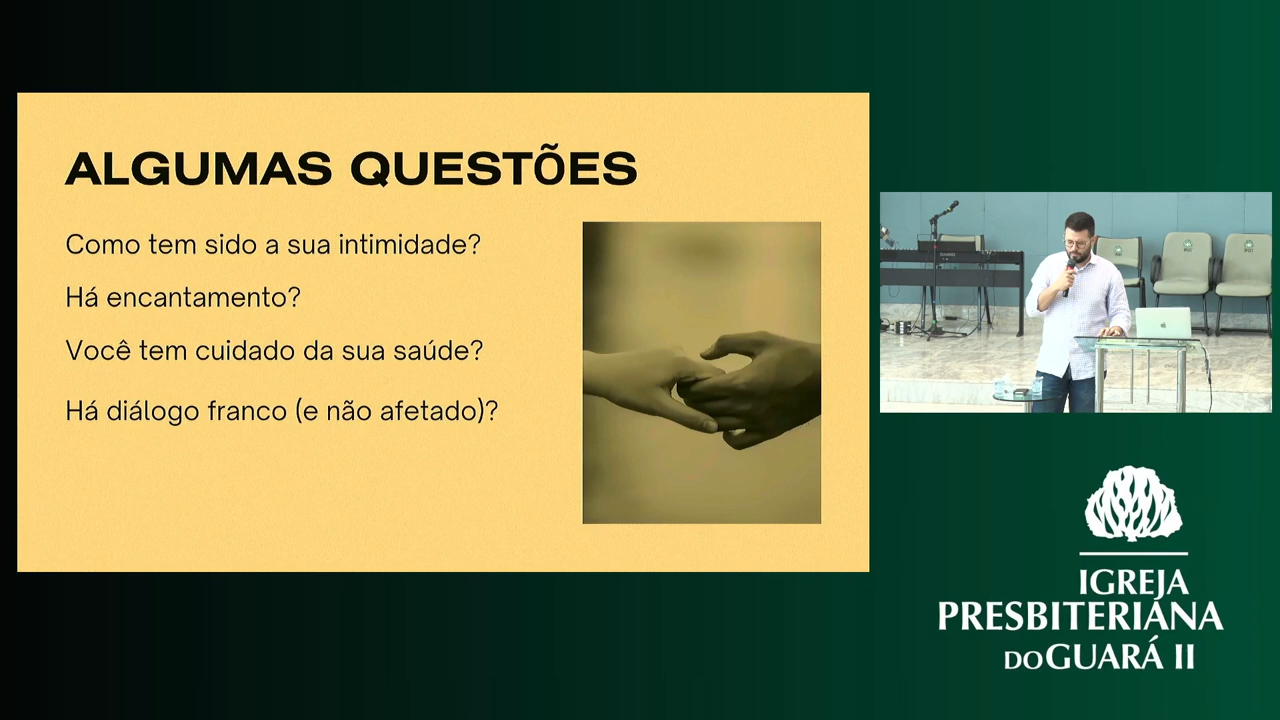 ALGUMAS QUESTÕES
Como tem sido a sua intimidade?
Há encantamento?
Você tem cuidado da sua saúde?
Há diálogo franco (e não afetado)?
IGREJA
PRESBITERIANA
DO GUARÁ II